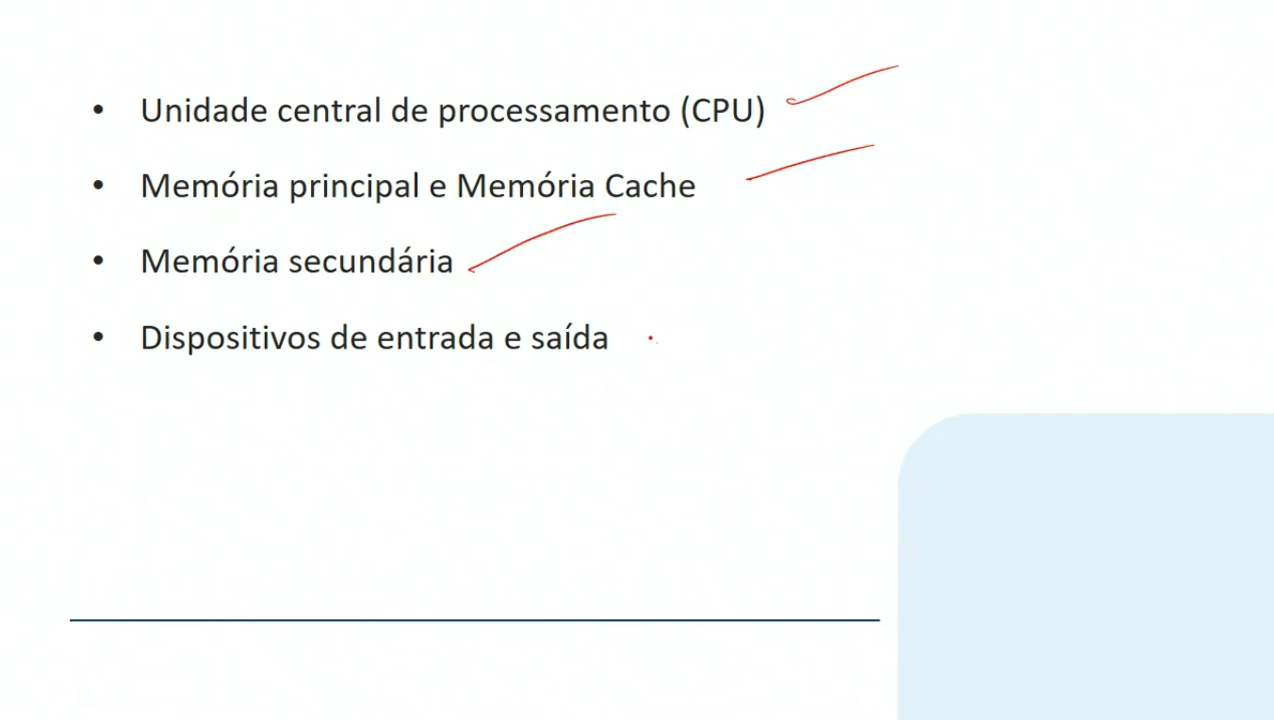 • Unidade central de processamento (CPU)
• Memória principal e Memória Cache
• Memória secundária
• Dispositivos de entrada e saída